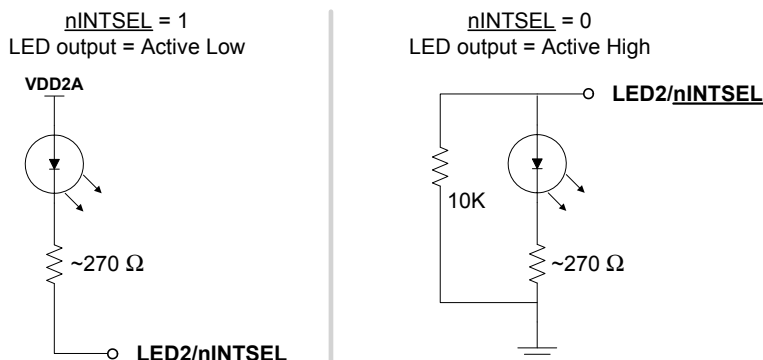 nINTSEL = 1
LED output = Active Low
VDD2A
~270 Ω
LED2/nINTSEL
nINTSEL = 0
LED output = Active High
LED2/nINTSEL
10K
~270 Ω